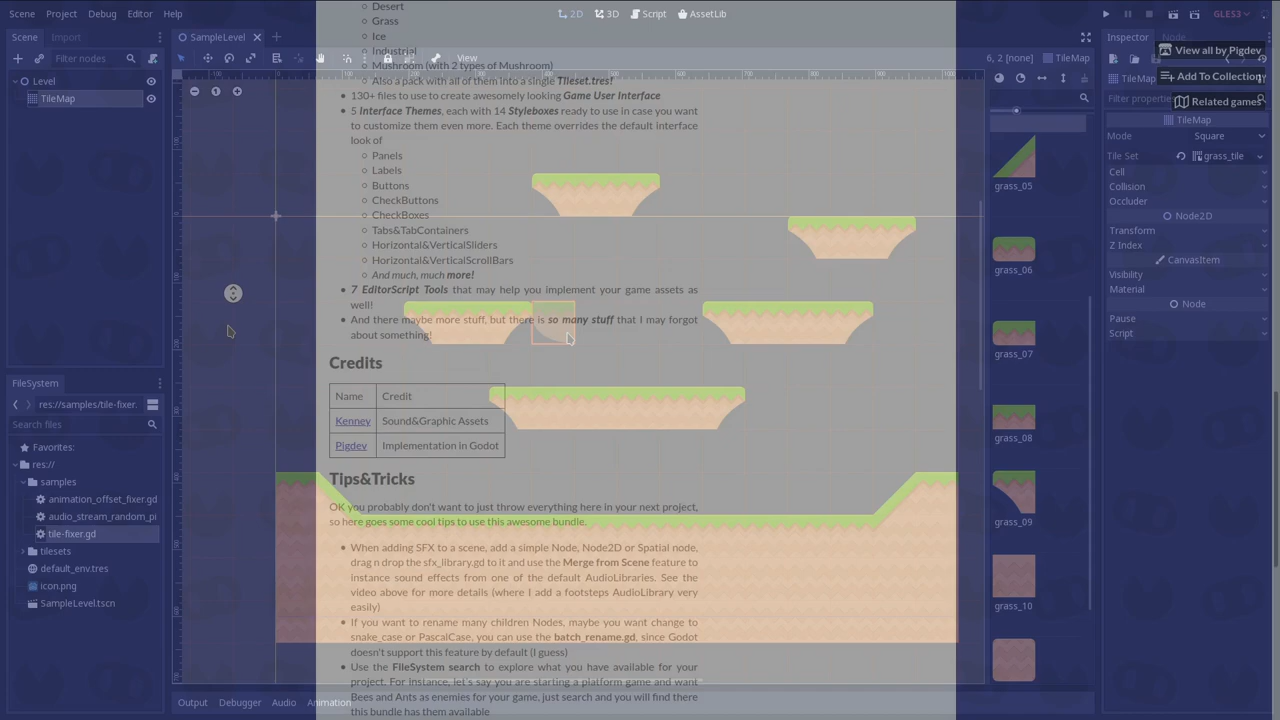 Scene Project Debug Editor Help
2D 3D Script AssetLib
GLES3
Scene Import
SampleLevel
Inspector Node
Filter nodes
View
6, 2 [none] TileMap
View all by Pigdev
Add To Collection
Related games
Level
TileMap
TileMap
Filter properties
TileMap
Mode Square
Tile Set grass_tile
Cell
Collision
Occluder
Node2D
Transform
Z Index
CanvasItem
Visibility
Material
Node
Pause
Script
grass_05
grass_06
grass_07
grass_08
grass_09
grass_10
Desert
Grass
Ice
Industrial
Mushroom (with 2 types of Mushroom)
Also a pack with all of them into a single Tileset.tres!
130+ files to use to create awesomely looking Game User Interface
5 Interface Themes, each with 14 Styleboxes ready to use in case you want
to customize them even more. Each theme overrides the default interface
look of
Panels
Labels
Buttons
CheckButtons
CheckBoxes
Tabs&TabContainers
Horizontal&VerticalSliders
Horizontal&VerticalScrollBars
And much, much more!
7 EditorScript Tools that may help you implement your game assets as
well!
And there maybe more stuff, but there is so many stuff that I may forgot
about something!
Credits
Name Credit
Kenney Sound&Graphic Assets
Pigdev Implementation in Godot
Tips&Tricks
OK you probably don't want to just throw everything here in your next project,
so here goes some cool tips to use this awesome bundle.
When adding SFX to a scene, add a simple Node, Node2D or Spatial node,
drag n drop the sfx_library.gd to it and use the Merge from Scene feature to
instance sound effects from one of the default AudioLibraries. See the
video above for more details (where I add a footsteps AudioLibrary very
easily)
If you want to rename many children Nodes, maybe you want change to
snake_case or PascalCase, you can use the batch_rename.gd, since Godot
doesn't support this feature by default (I guess)
Use the FileSystem search to explore what you have available for your
project. For instance, let's say you are starting a platform game and want
Bees and Ants as enemies for your game, just search and you will find there
this bundle has them available
FileSystem
res://samples/tile-fixer.
Search files
Favorites:
res://
samples
animation_offset_fixer.gd
audio_stream_random_pi
tile-fixer.gd
tilesets
default_env.tres
icon.png
SampleLevel.tscn
Output Debugger Audio Animation